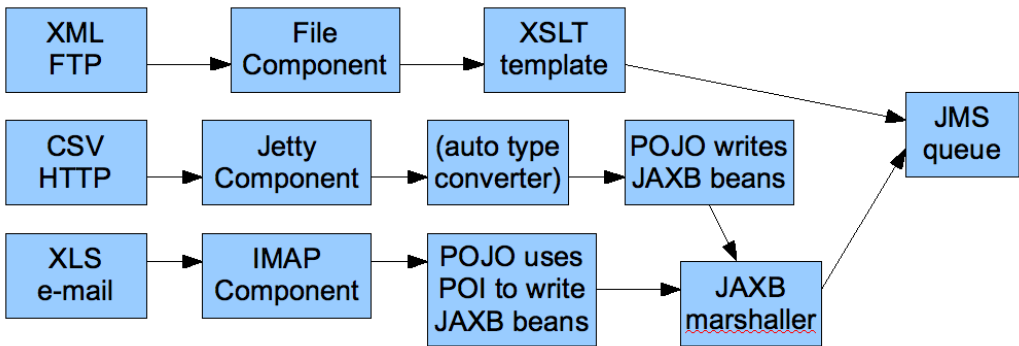 XML
FTP
File
Component
XSLT
template
JMS
queue
CSV
HTTP
Jetty
Component
(auto type
converter)
POJO writes
JAXB beans
XLS
e-mail
IMAP
Component
POJO uses
POI to write
JAXB beans
JAXB
marshaller